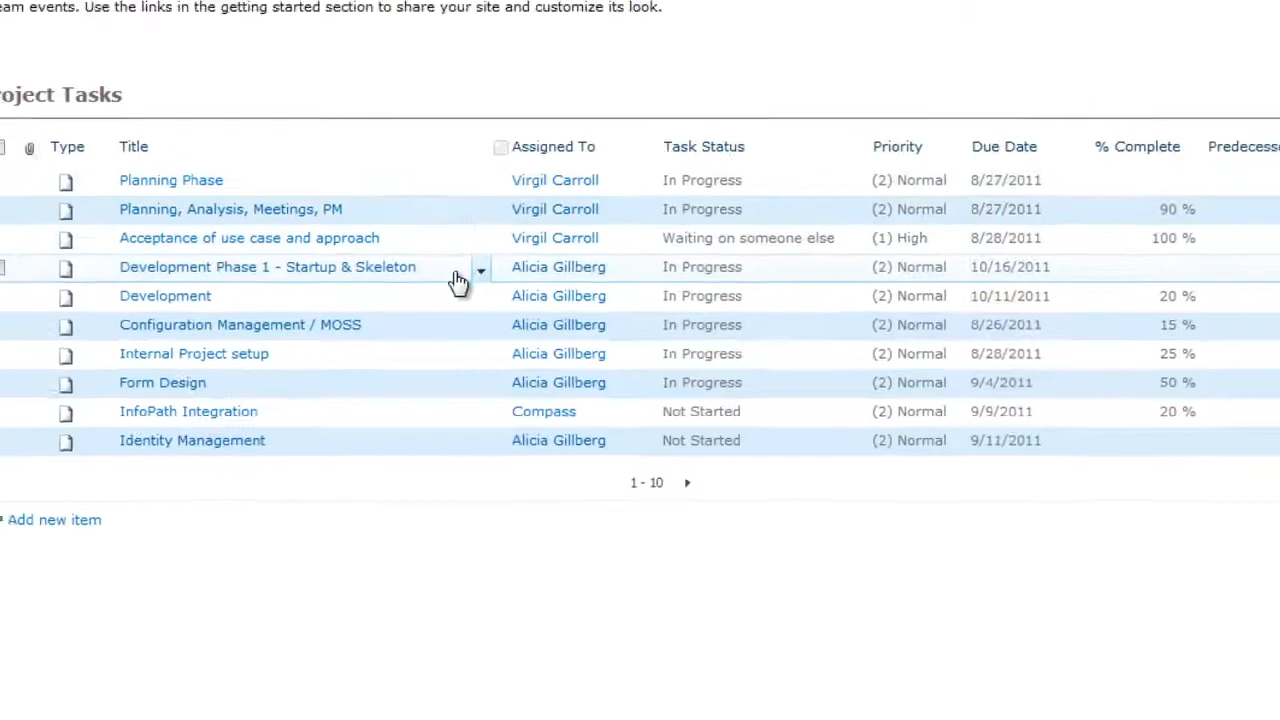 eam events. Use the links in the getting started section to share your site and customize its look.
roject Tasks
Type Title Assigned To Task Status Priority Due Date % Complete Predecess
Planning Phase Virgil Carroll In Progress (2) Normal 8/27/2011
Planning, Analysis, Meetings, PM Virgil Carroll In Progress (2) Normal 8/27/2011 90 %
Acceptance of use case and approach Virgil Carroll Waiting on someone else (1) High 8/28/2011 100 %
Development Phase 1 - Startup & Skeleton Alicia Gillberg In Progress (2) Normal 10/16/2011
Development Alicia Gillberg In Progress (2) Normal 10/11/2011 20 %
Configuration Management / MOSS Alicia Gillberg In Progress (2) Normal 8/26/2011 15 %
Internal Project setup Alicia Gillberg In Progress (2) Normal 8/28/2011 25 %
Form Design Alicia Gillberg In Progress (2) Normal 9/4/2011 50 %
InfoPath Integration Compass Not Started (2) Normal 9/9/2011 20 %
Identity Management Alicia Gillberg Not Started (2) Normal 9/11/2011
1 - 10
Add new item